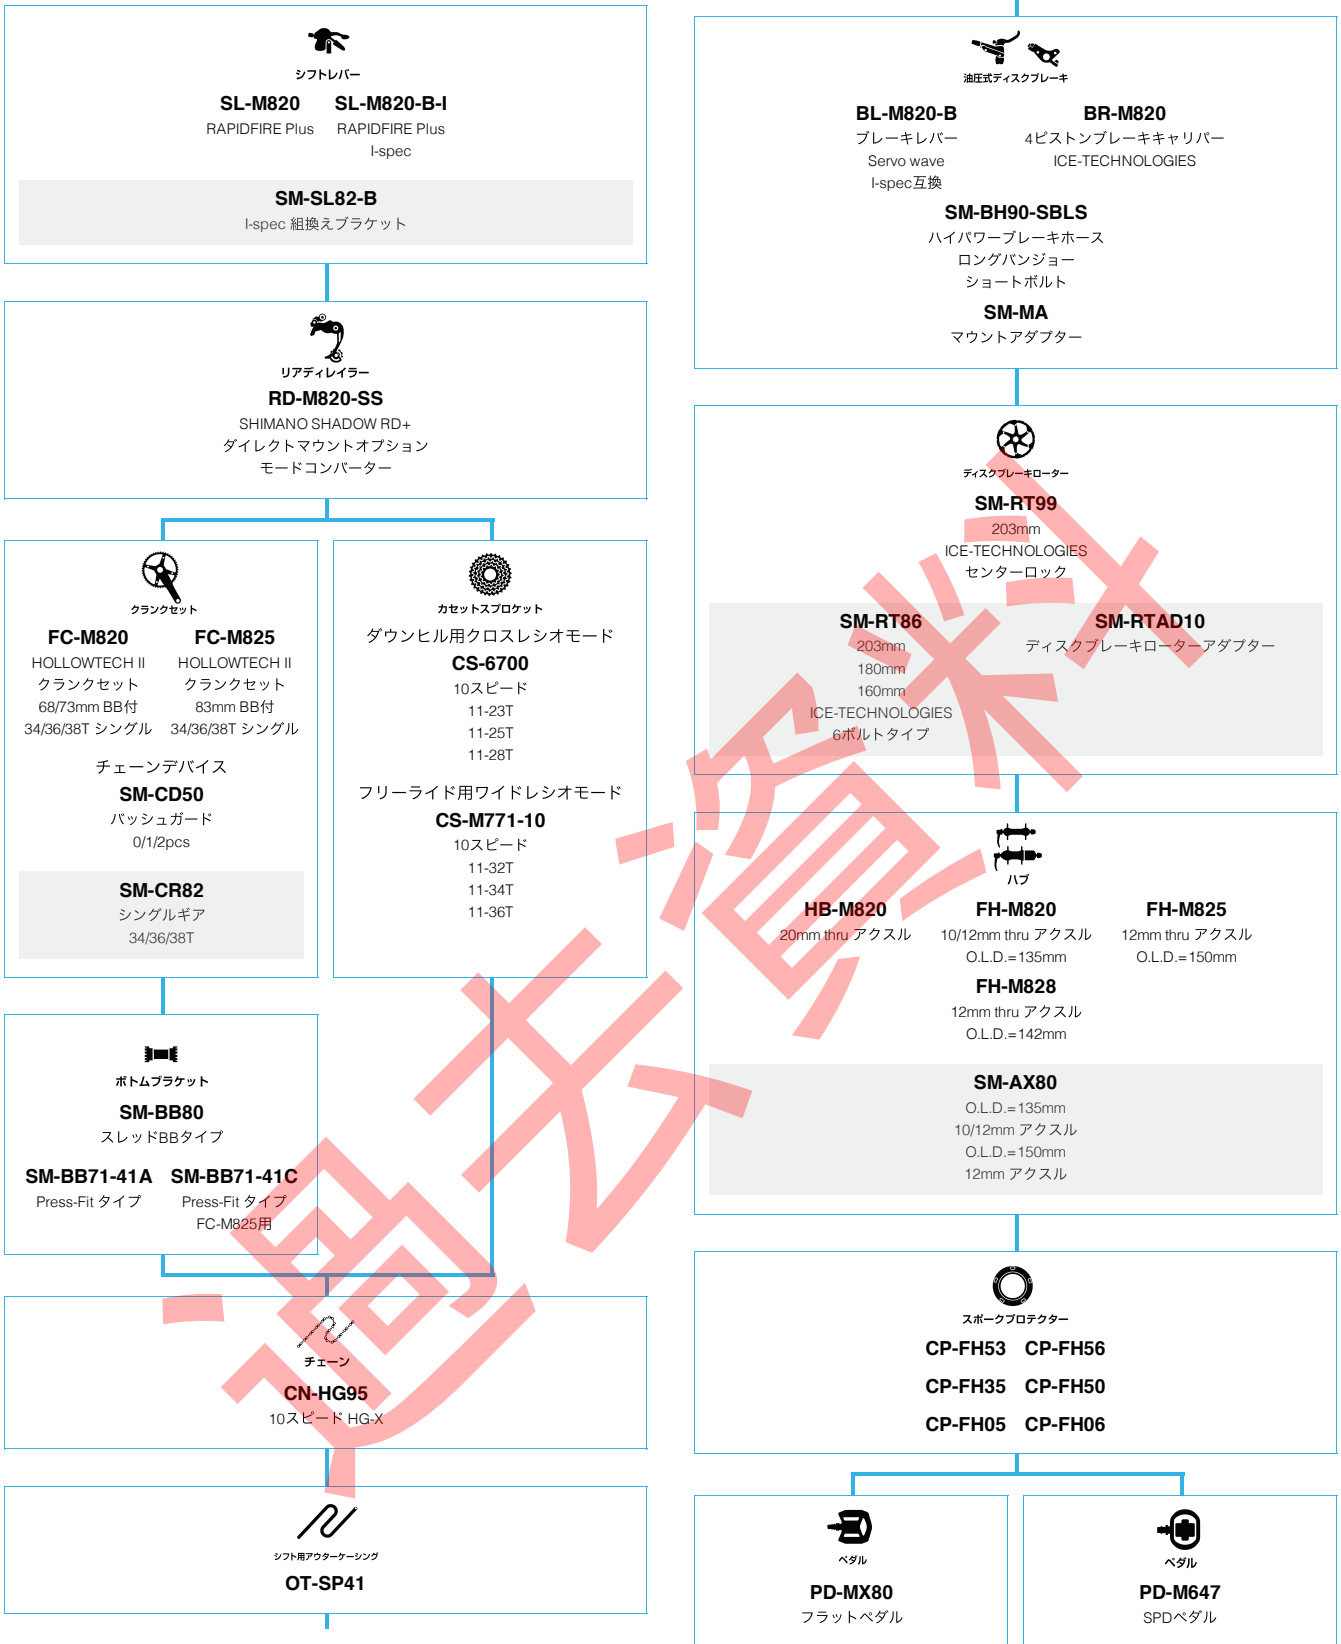 シフトレバー
SL-M820 SL-M820-B-I
RAPIDFIRE Plus RAPIDFIRE Plus
I-spec
SM-SL82-B
I-spec 組換えブラケット
リアディレイラー
RD-M820-SS
SHIMANO SHADOW RD+
ダイレクトマウントオプション
モードコンバーター
クランクセット
FC-M820 FC-M825
HOLLOWTECH II HOLLOWTECH II
クランクセット クランクセット
68/73mm BB付 83mm BB付
34/36/38T シングル 34/36/38T シングル
チェーンデバイス
SM-CD50
バッシュガード
0/1/2pcs
SM-CR82
シングルギア
34/36/38T
カセットスプロケット
ダウンヒル用クロスレシオモード
CS-6700
10スピード
11-23T
11-25T
11-28T
フリーライド用ワイドレシオモード
CS-M771-10
10スピード
11-32T
11-34T
11-36T
ボトムブラケット
SM-BB80
スレッドBBタイプ
SM-BB71-41A SM-BB71-41C
Press-Fit タイプ Press-Fit タイプ
FC-M825用
チェーン
CN-HG95
10スピード HG-X
シフト用アウターケーシング
OT-SP41
油圧式ディスクブレーキ
BL-M820-B BR-M820
ブレーキレバー 4ピストンブレーキキャリパー
Servo wave ICE-TECHNOLOGIES
I-spec互換
SM-BH90-SBLS
ハイパワーブレーキホース
ロングバンジョー
ショートボルト
SM-MA
マウントアダプター
ディスクブレーキローター
SM-RT99
203mm
ICE-TECHNOLOGIES
センターロック
SM-RT86 SM-RTAD10
203mm ディスクブレーキローターアダプター
180mm
160mm
ICE-TECHNOLOGIES
6ボルトタイプ
ハブ
HB-M820 FH-M820 FH-M825
20mm thru アクスル 10/12mm thru アクスル 12mm thru アクスル
O.L.D.=135mm O.L.D.=150mm
FH-M828
12mm thru アクスル
O.L.D.=142mm
SM-AX80
O.L.D.=135mm
10/12mm アクスル
O.L.D.=150mm
12mm アクスル
スポークプロテクター
CP-FH53 CP-FH56
CP-FH35 CP-FH50
CP-FH05 CP-FH06
ペダル
PD-MX80
フラットペダル
ペダル
PD-M647
SPDペダル
過去資料